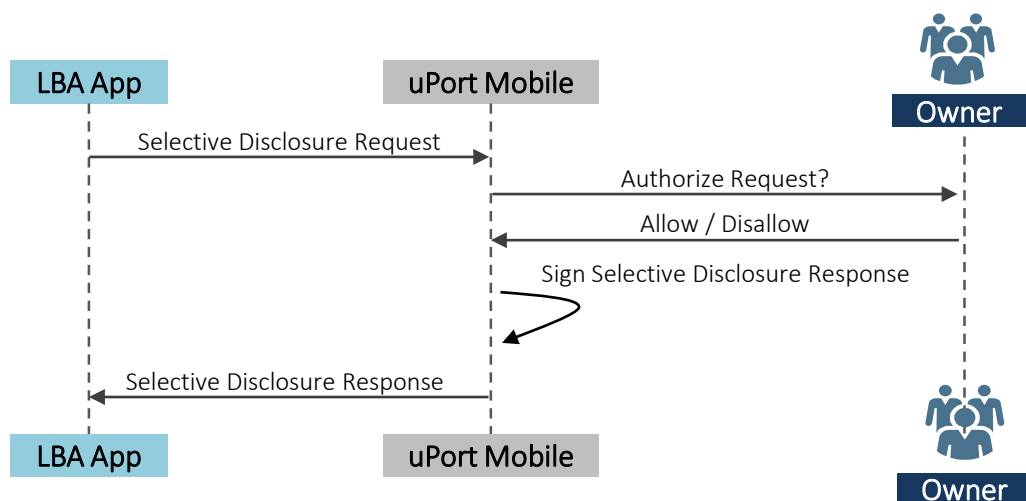 LBA App
uPort Mobile
Owner
Selective Disclosure Request
Authorize Request?
Allow / Disallow
Sign Selective Disclosure Response
Selective Disclosure Response
LBA App
uPort Mobile
Owner